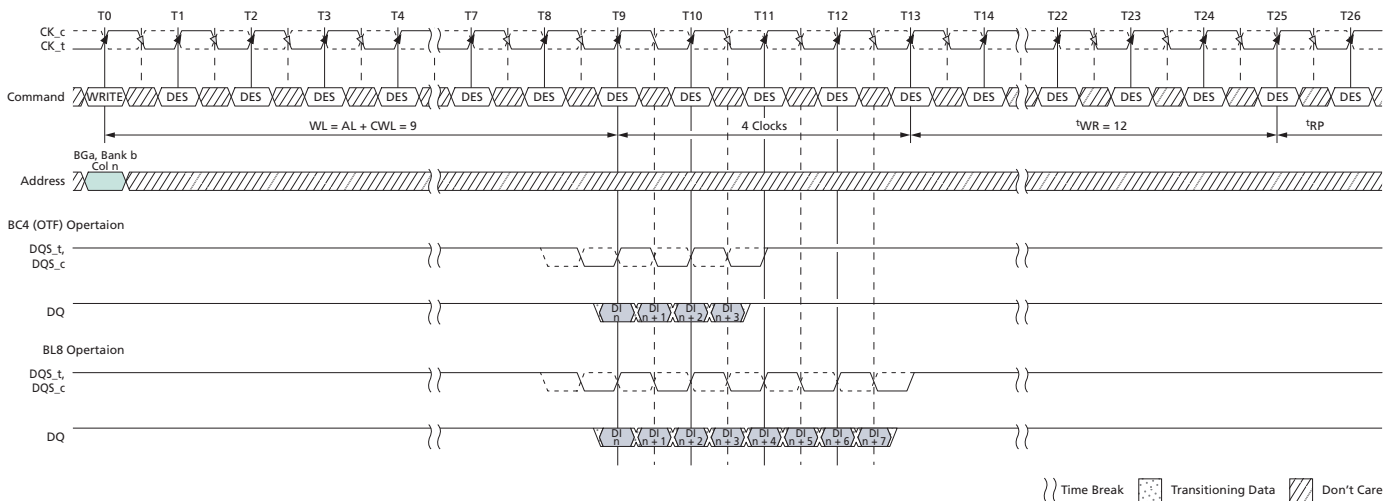 T0 T1 T2 T3 T4 T7 T8 T9 T10 T11 T12 T13 T14 T22 T23 T24 T25 T26
CK_c
CK_t
Command WRITE DES DES DES DES DES DES DES DES DES DES DES DES DES DES DES DES DES
WL = AL + CWL = 9 4 Clocks tWR = 12 tRP
BGa, Bank b
Col n
Address
BC4 (OTF) Opertaion
DQS_t,
DQS_c
DQ DI n DI n + 1 DI n + 2 DI n + 3
BL8 Opertaion
DQS_t,
DQS_c
DQ DI n DI n + 1 DI n + 2 DI n + 3 DI n + 4 DI n + 5 DI n + 6 DI n + 7
Time Break Transitioning Data Don't Care